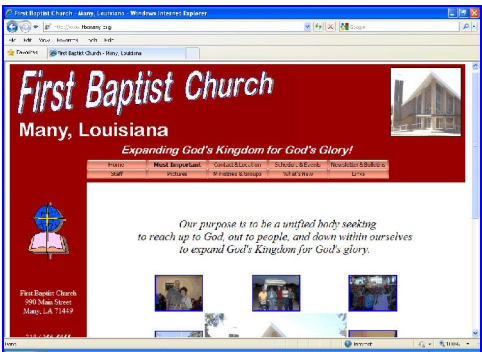 First Baptist Church - Many, Louisiana - Windows Internet Explorer
Google
Favorites First Baptist Church - Many, Louisiana
First Baptist Church
Many, Louisiana
Expanding God's Kingdom for God's Glory!
Home Most Important Contact & Location Schedule & Events Newsletter & Bulletins
Staff Pictures Ministries & Groups What's New Links
Our purpose is to be a unified body seeking
to reach up to God, out to people, and down within ourselves
to expand God's Kingdom for God's glory.
First Baptist Church
990 Main Street
Many, LA 71449
Internet 100%